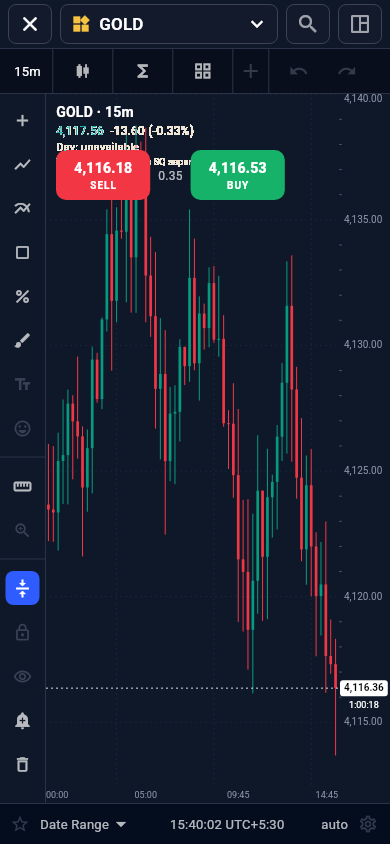 GOLD
15m
Σ
GOLD · 15m
4,117.56 -13.60 (-0.33%)
Day: unavailable
4,116.18
SELL
0.35
4,116.53
BUY
4,140.00
4,135.00
4,130.00
4,125.00
4,120.00
4,116.36
1:00:18
4,115.00
Tт
00:00
05:00
09:45
14:45
Date Range
15:40:02 UTC+5:30
auto